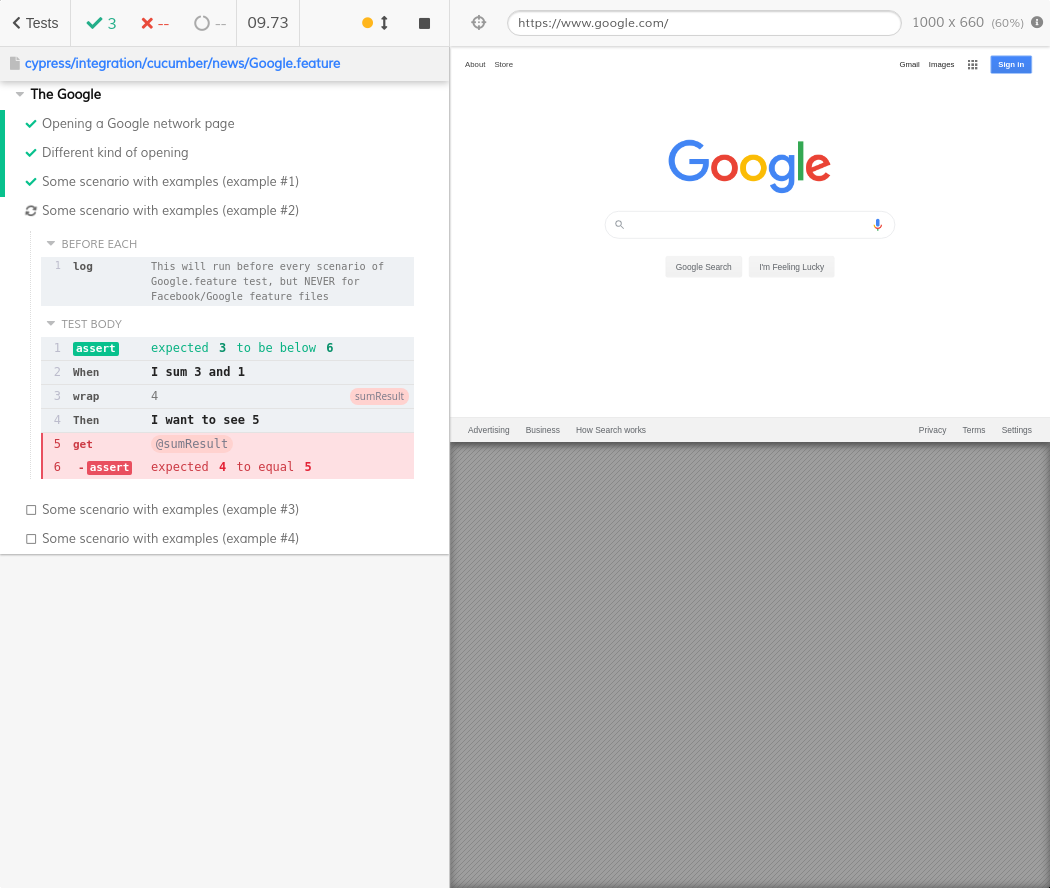 Tests 3 -- -- 09.73
https://www.google.com/ 1000 x 660 (60%)
cypress/integration/cucumber/news/Google.feature
The Google
Opening a Google network page
Different kind of opening
Some scenario with examples (example #1)
Some scenario with examples (example #2)
BEFORE EACH
1 log This will run before every scenario of
Google.feature test, but NEVER for
Facebook/Google feature files
TEST BODY
1 assert expected 3 to be below 6
2 When I sum 3 and 1
3 wrap 4 sumResult
4 Then I want to see 5
5 get @sumResult
6 - assert expected 4 to equal 5
Some scenario with examples (example #3)
Some scenario with examples (example #4)
About Store Gmail Images Sign in
Google
Google Search I'm Feeling Lucky
Advertising Business How Search works Privacy Terms Settings